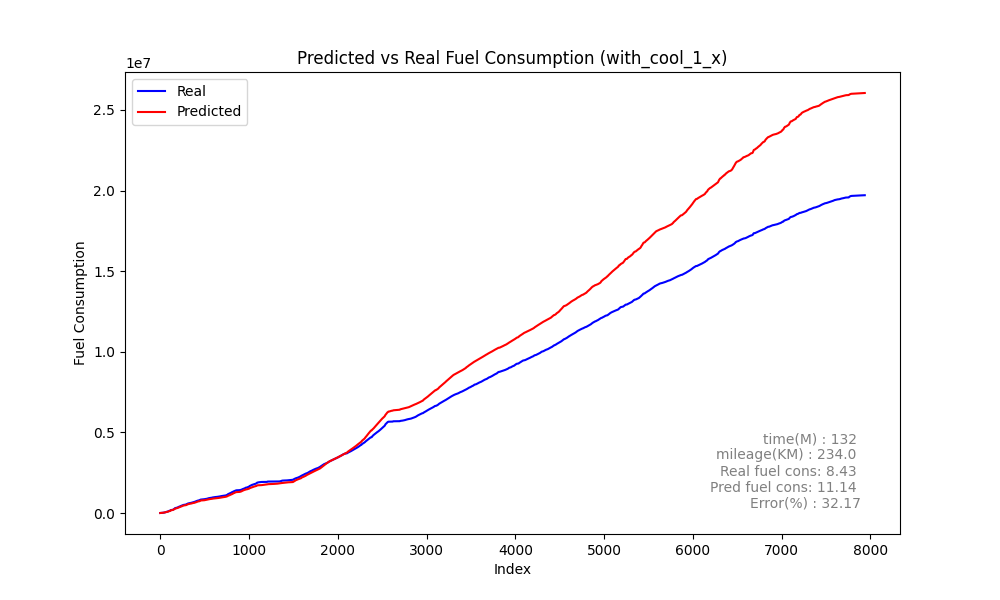 Predicted vs Real Fuel Consumption (with_cool_1_x)
1e7
Real
Predicted
2.5
2.0
1.5
1.0
0.5
0.0
Fuel Consumption
time(M) : 132
mileage(KM) : 234.0
Real fuel cons: 8.43
Pred fuel cons: 11.14
Error(%) : 32.17
0 1000 2000 3000 4000 5000 6000 7000 8000
Index